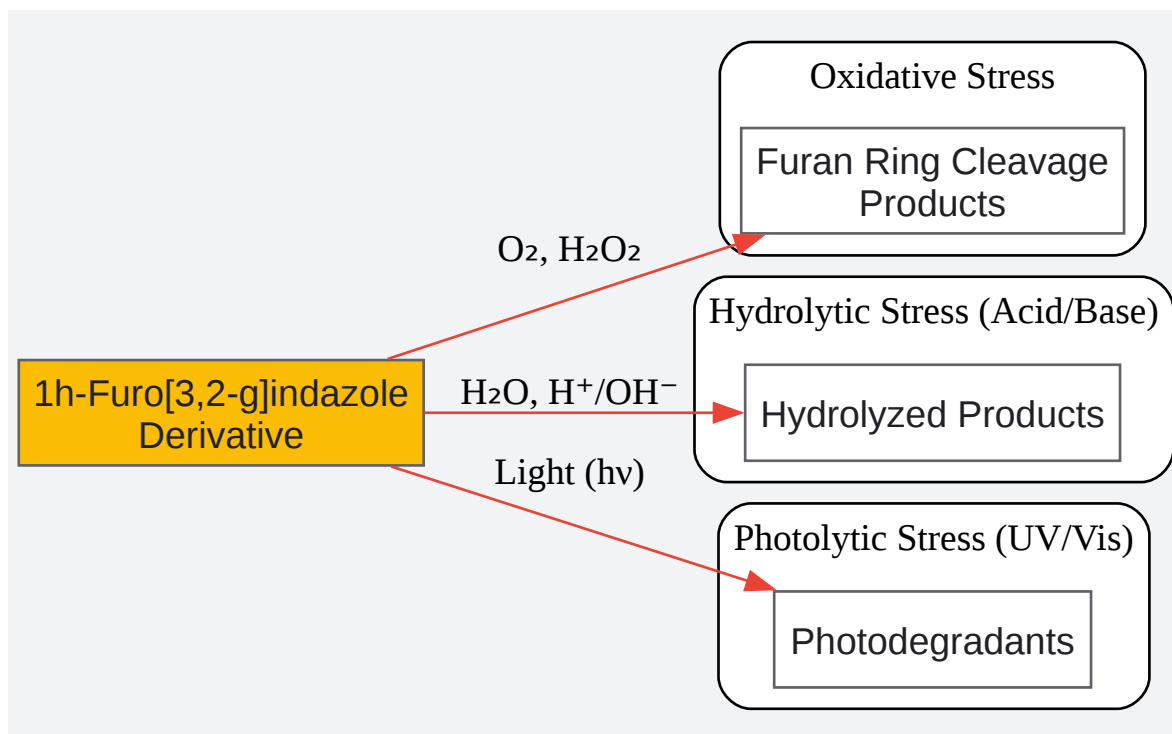 Oxidative Stress
Furan Ring Cleavage
Products
O₂, H₂O₂
Hydrolytic Stress (Acid/Base)
1h-Furo[3,2-g]indazole
Derivative
H₂O, H⁺/OH⁻
Hydrolyzed Products
Light (hν)
Photolytic Stress (UV/Vis)
Photodegradants